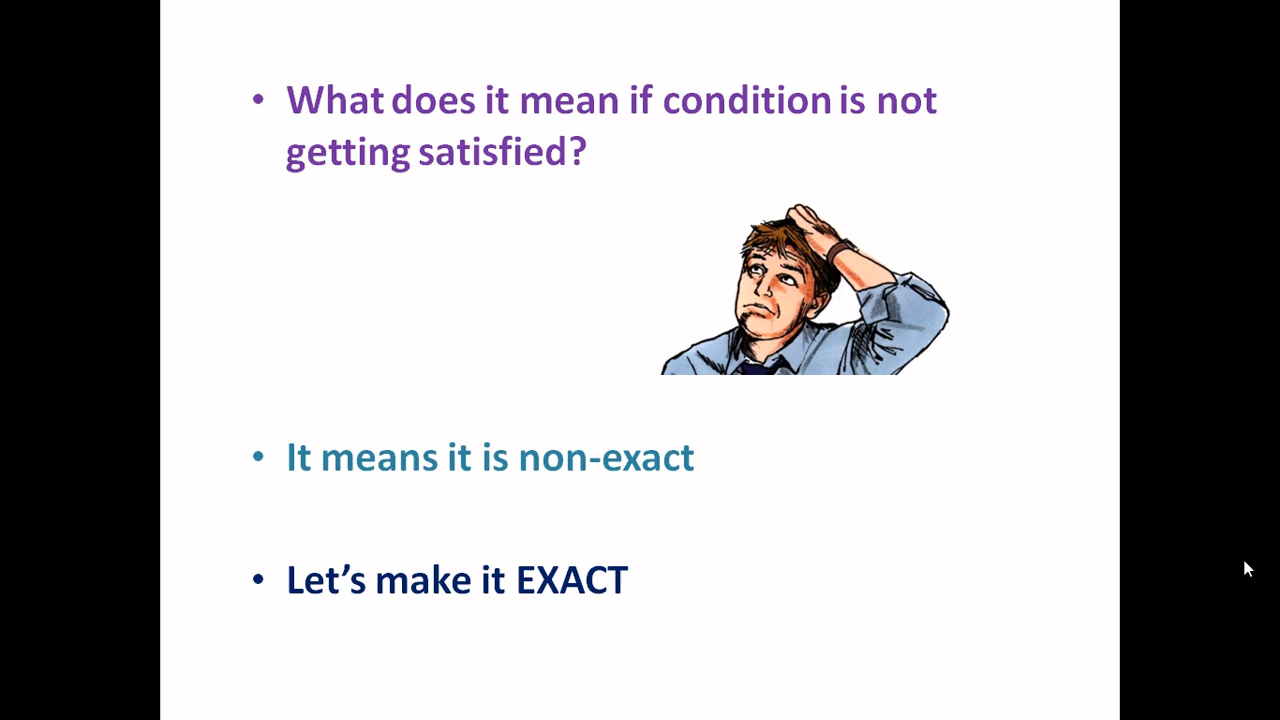 • What does it mean if condition is not
getting satisfied?
• It means it is non-exact
• Let’s make it EXACT